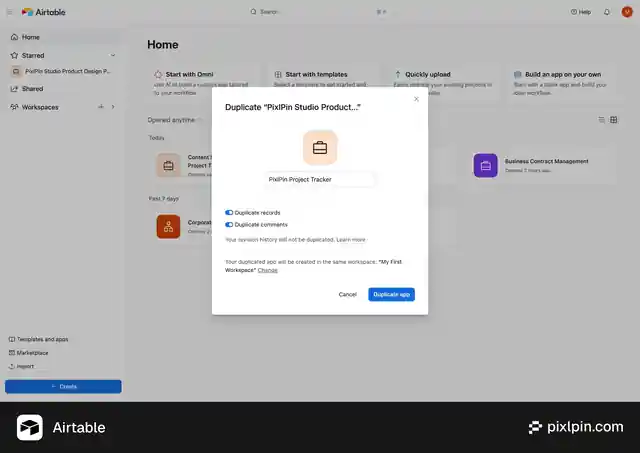 Airtable
Search...
⌘ K
Help
Home
Starred
PixlPin Studio Product Design P...
Shared
Workspaces
Templates and apps
Marketplace
Import
Create
Home
Start with Omni
Start with templates
Quickly upload
Build an app on your own
Opened anytime
Today
Business Contract Management
Past 7 days
Duplicate “PixlPin Studio Product...”
PixlPin Project Tracker
Duplicate records
Duplicate comments
Your revision history will not be duplicated. Learn more
Your duplicated app will be created in the same workspace: “My First
Workspace” Change
Cancel
Duplicate app
Airtable
pixlpin.com